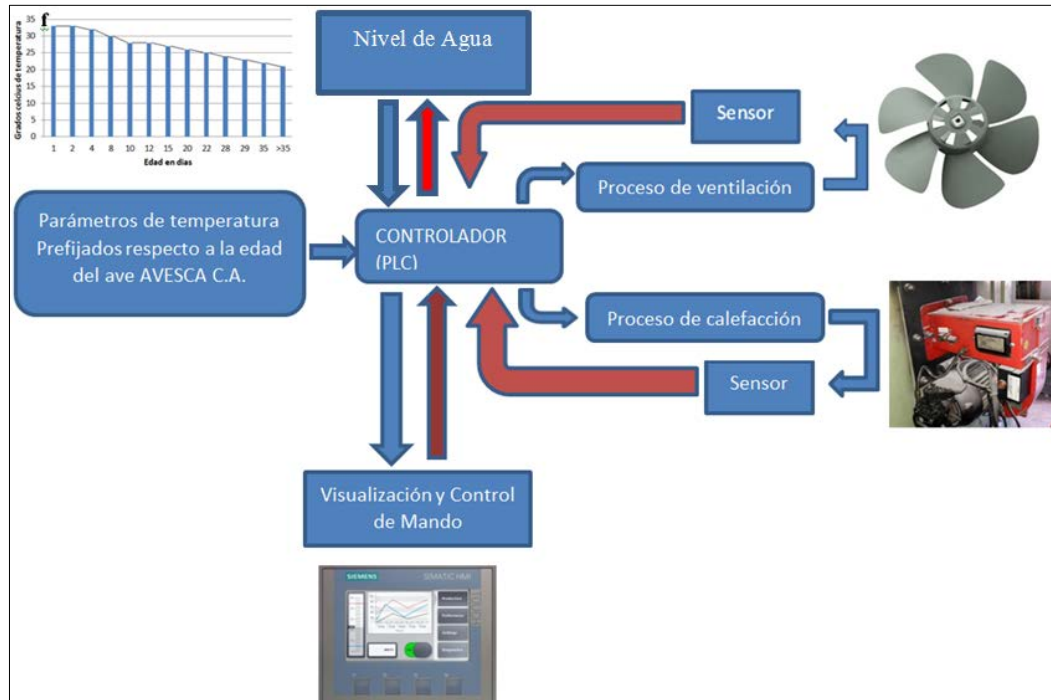 f
35
30
25
20
15
10
5
0
Grados celcius de temperatura
1 2 4 8 10 12 15 20 22 28 29 35 >35
Edad en dias
Nivel de Agua
Sensor
Proceso de ventilación
Parámetros de temperatura
Prefijados respecto a la edad
del ave AVESCA C.A.
CONTROLADOR
(PLC)
Proceso de calefacción
Sensor
Visualización y Control
de Mando
SIEMENS
SIMATIC HMI